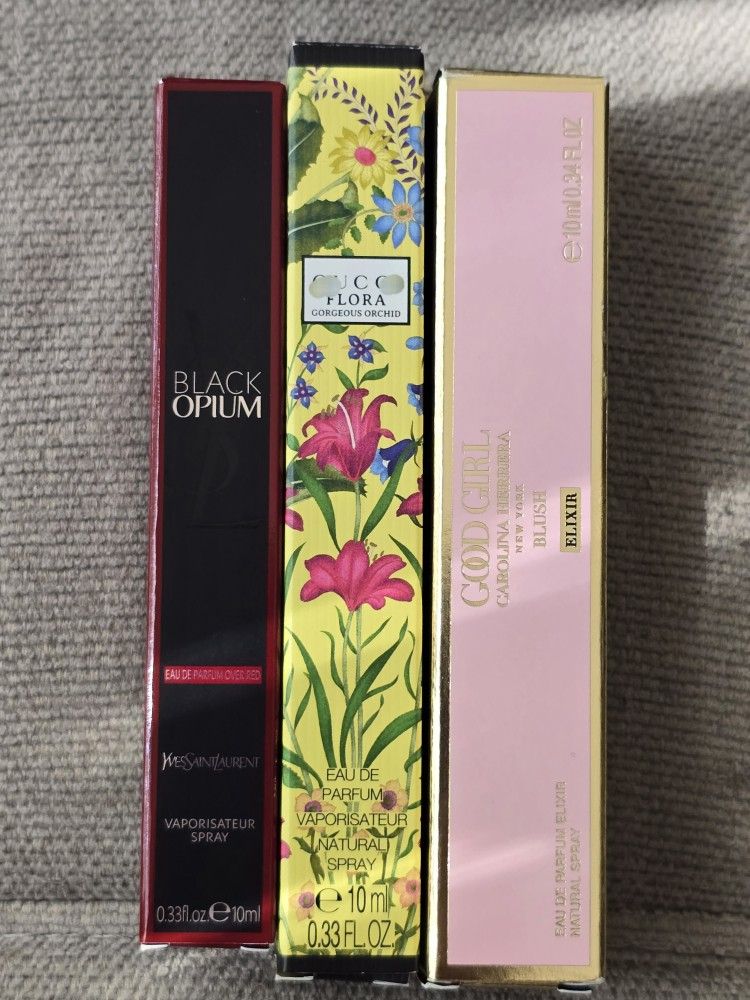 BLACK
OPIUM
EAU DE PARFUM OVER RED
YVESSAINTLAURENT
VAPORISATEUR
SPRAY
0.33fl.oz.℮10ml
FLORA
GORGEOUS ORCHID
EAU DE
PARFUM
VAPORISATEUR
NATURAL
SPRAY
℮ 10 ml
0.33 FL.OZ.
℮ 10ml/0.34 FL OZ
GOOD GIRL
CAROLINA HERRERA
NEW YORK
BLUSH
ELIXIR
EAU DE PARFUM ELIXIR
NATURAL SPRAY